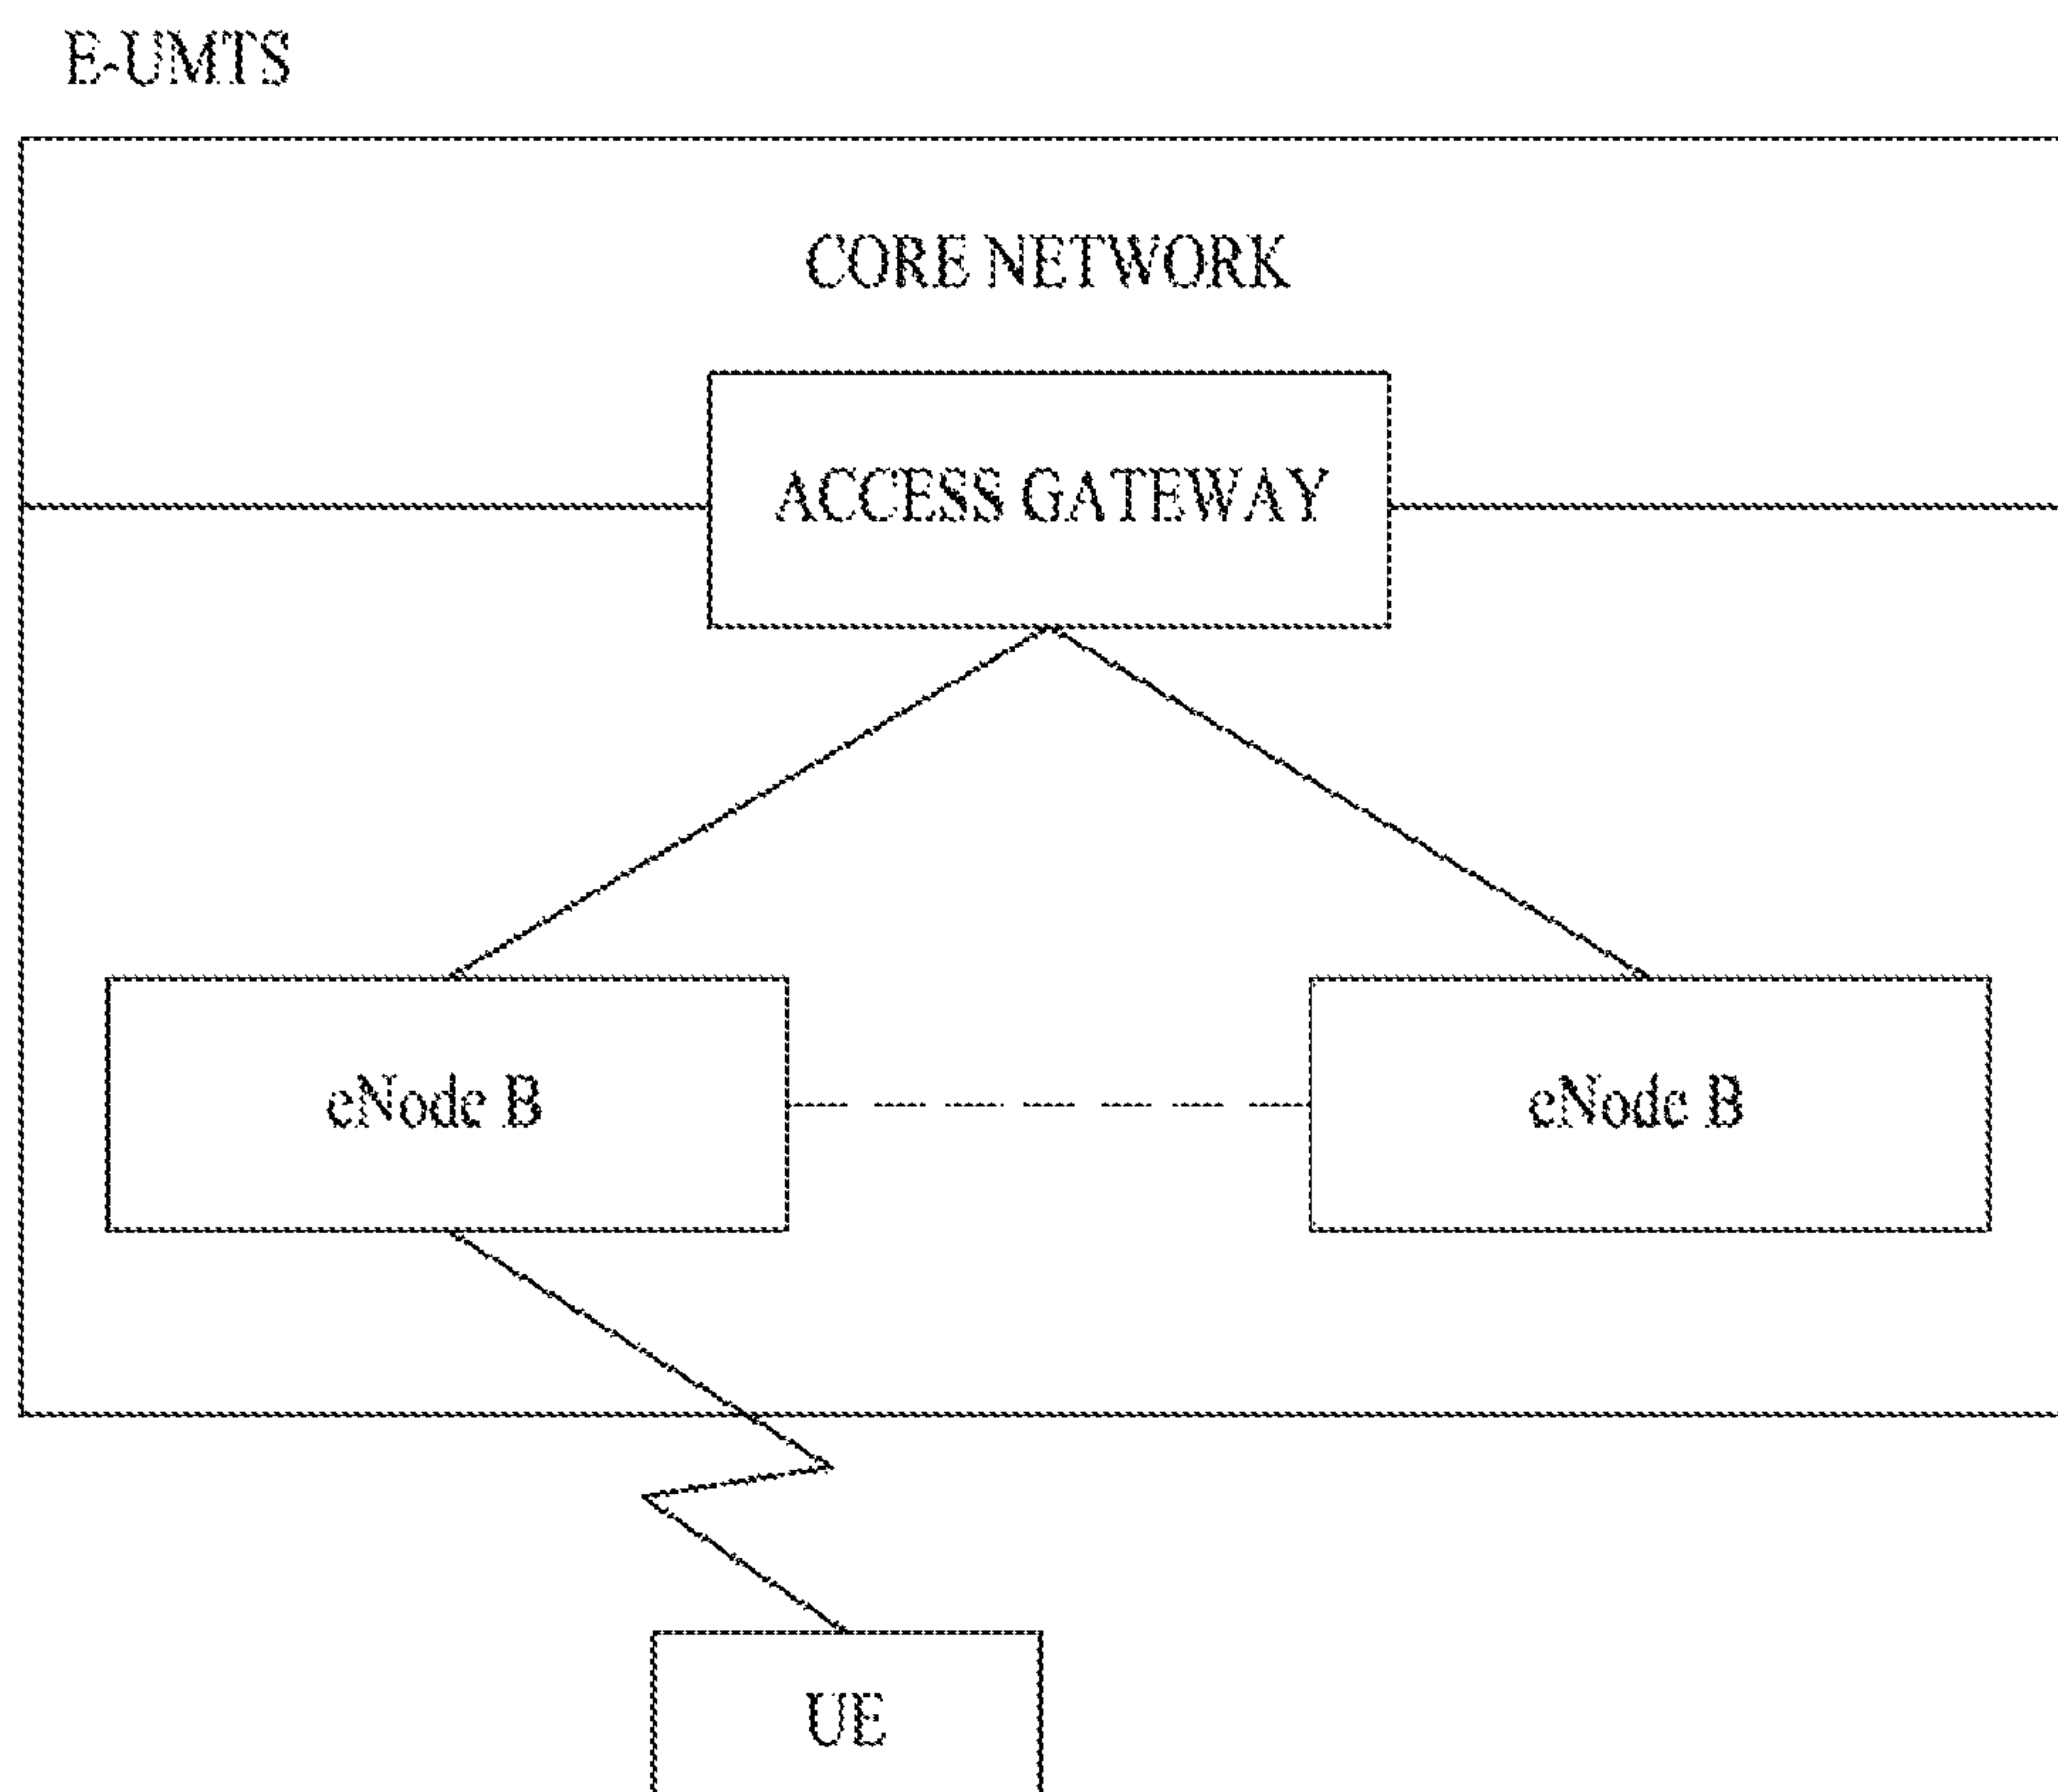 E-UMTS
CORE NETWORK
ACCESS GATEWAY
eNode B
eNode B
UE